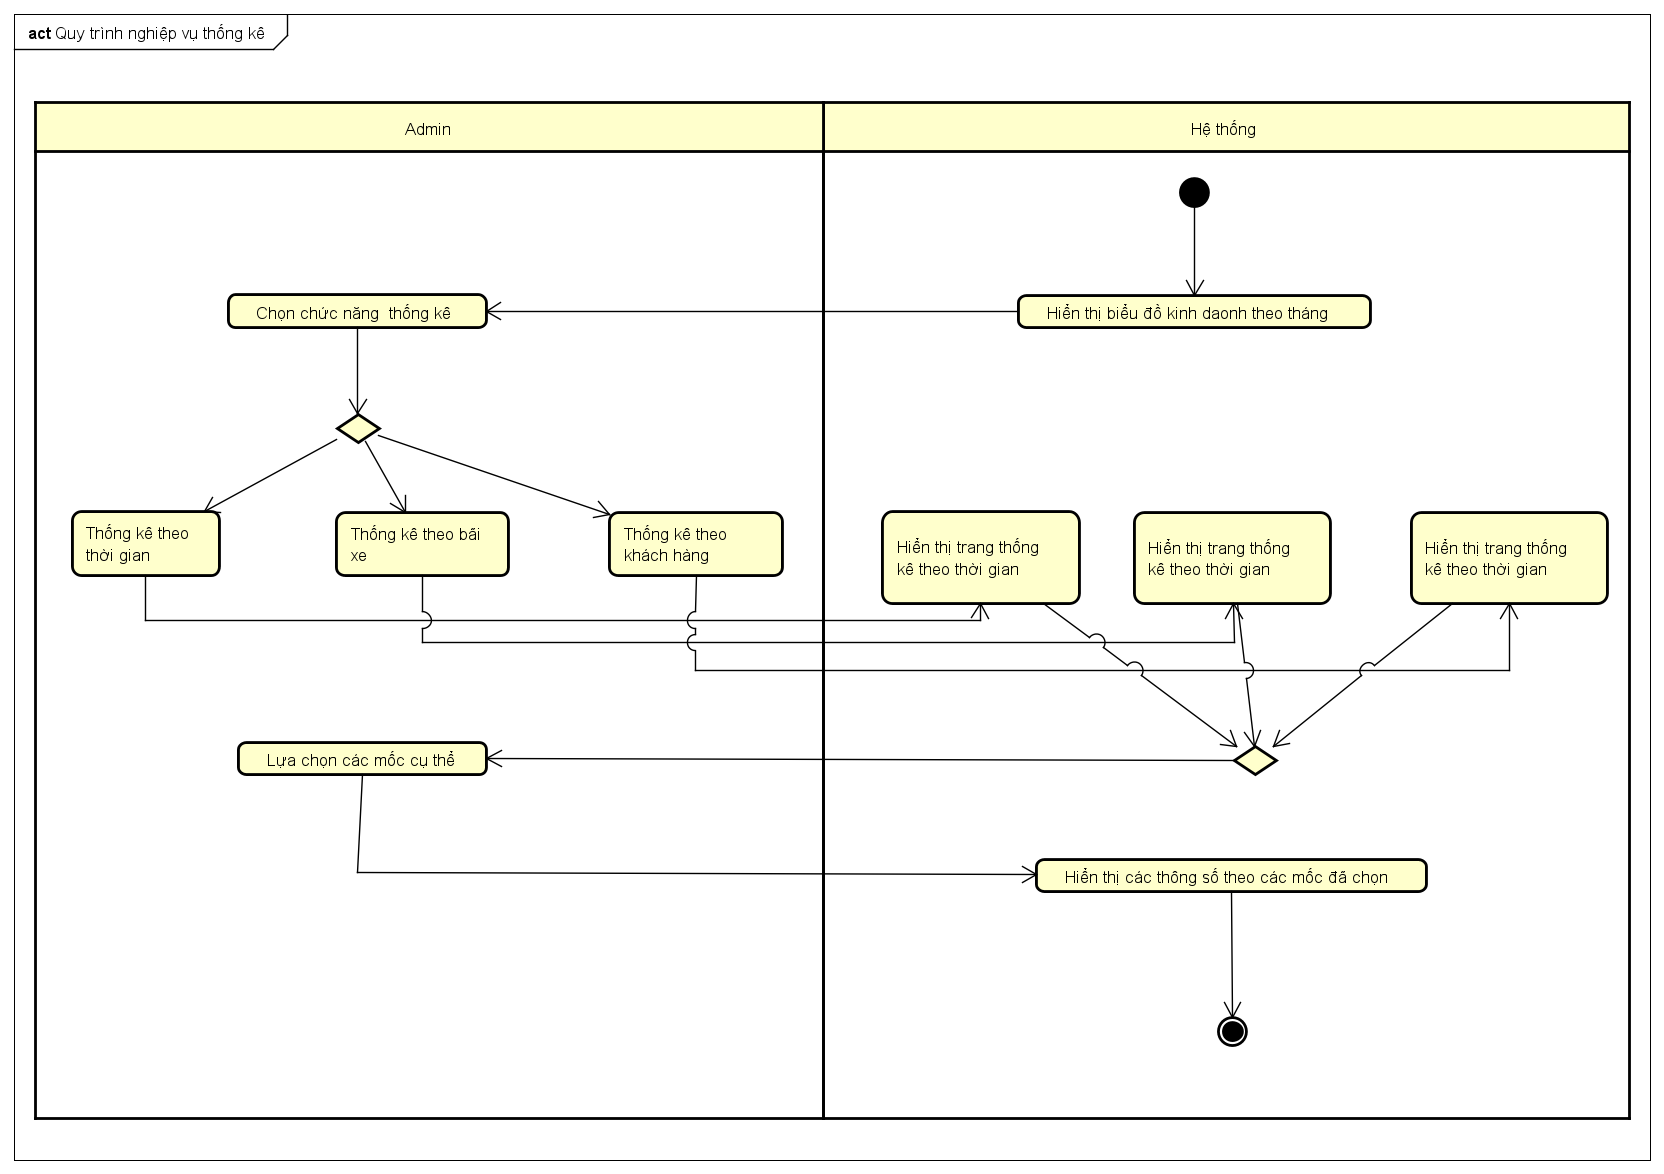 act Quy trình nghiệp vụ thống kê
Admin
Hệ thống
Chọn chức năng thống kê
Hiển thị biểu đồ kinh daonh theo tháng
Thống kê theo
thời gian
Thống kê theo bãi
xe
Thống kê theo
khách hàng
Hiển thị trang thống
kê theo thời gian
Hiển thị trang thống
kê theo thời gian
Hiển thị trang thống
kê theo thời gian
Lựa chọn các mốc cụ thể
Hiển thị các thông số theo các mốc đã chọn